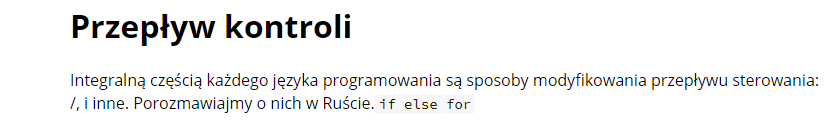 Przepływ kontroli
Integralną częścią każdego języka programowania są sposoby modyfikowania przepływu sterowania:
/, i inne. Porozmawiajmy o nich w Ruście. if else for